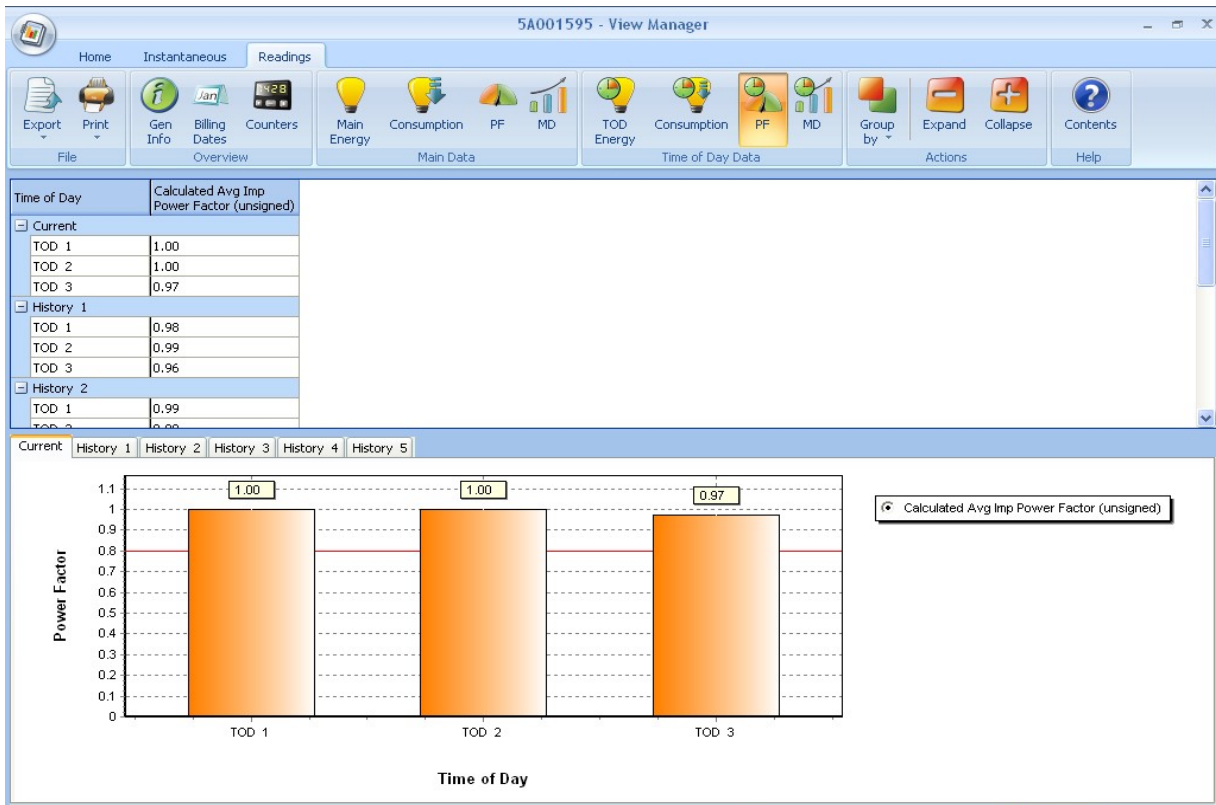 5A001595 - View Manager
Home Instantaneous Readings
Export Print Gen Info Billing Dates Counters Main Energy Consumption PF MD TOD Energy Consumption PF MD Group by Expand Collapse Contents
File Overview Main Data Time of Day Data Actions Help
Time of Day Calculated Avg Imp Power Factor (unsigned)
Current
TOD 1 1.00
TOD 2 1.00
TOD 3 0.97
History 1
TOD 1 0.98
TOD 2 0.99
TOD 3 0.96
History 2
TOD 1 0.99
Current History 1 History 2 History 3 History 4 History 5
1.1
1
0.9
0.8
0.7
0.6
0.5
0.4
0.3
0.2
0.1
0
Power Factor
1.00 1.00 0.97
TOD 1 TOD 2 TOD 3
Time of Day
Calculated Avg Imp Power Factor (unsigned)